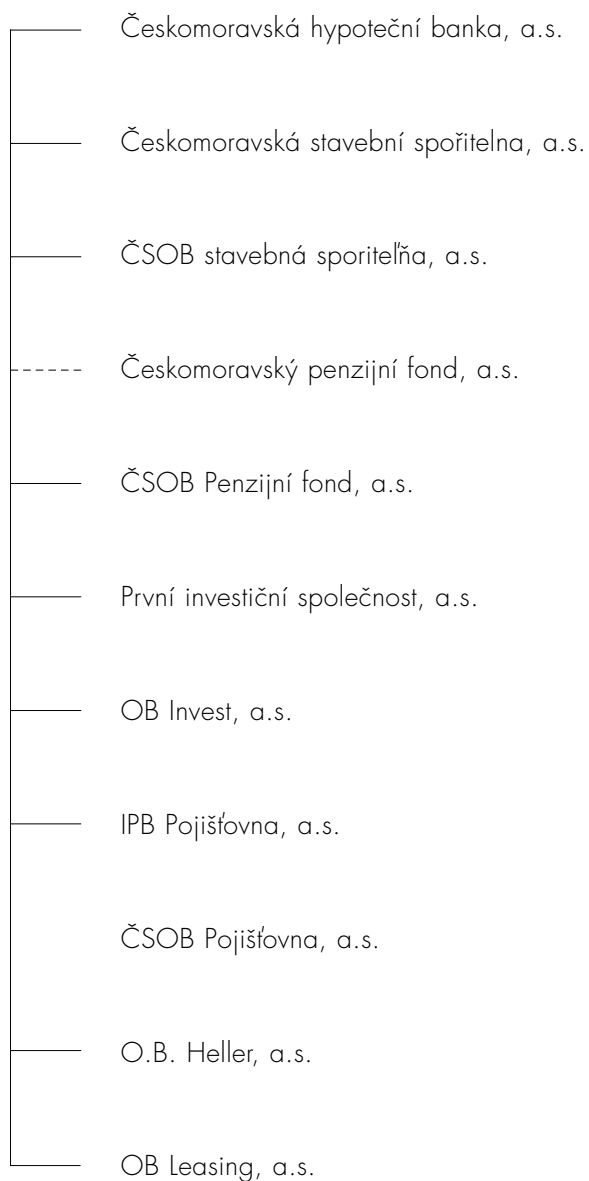 Českomoravská hypoteční banka, a.s.
Českomoravská stavební spořitelna, a.s.
ČSOB stavebná sporiteľňa, a.s.
Českomoravský penzijní fond, a.s.
ČSOB Penzijní fond, a.s.
První investiční společnost, a.s.
OB Invest, a.s.
IPB Pojišťovna, a.s.
ČSOB Pojišťovna, a.s.
O.B. Heller, a.s.
OB Leasing, a.s.